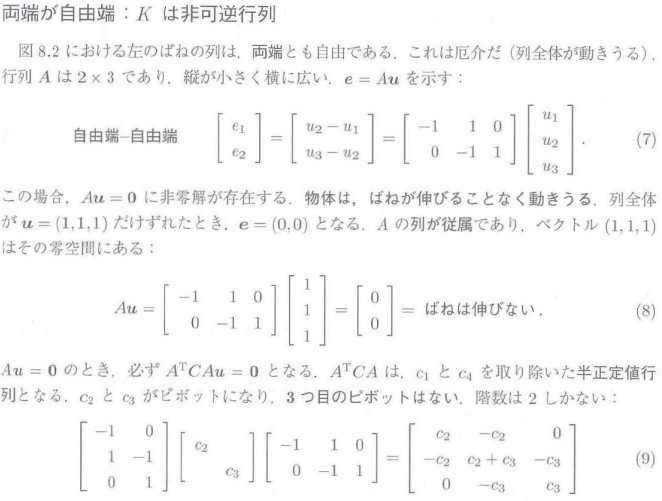 両端が自由端：K は非可逆行列
図 8.2 における左のばねの列は，両端とも自由である．これは厄介だ（列全体が動きうる）．
行列 A は 2 × 3 であり，縦が小さく横に広い．e = Au を示す：
自由端–自由端 [e₁ e₂] = [u₂ − u₁ u₃ − u₂] = [−1 1 0 0 −1 1] [u₁ u₂ u₃] . (7)
この場合，Au = 0 に非零解が存在する．物体は，ばねが伸びることなく動きうる．列全体
が u = (1,1,1) だけずれたとき，e = (0,0) となる．A の列が従属であり，ベクトル (1,1,1)
はその零空間にある：
Au = [−1 1 0 0 −1 1] [1 1 1] = [0 0] = ばねは伸びない． (8)
Au = 0 のとき，必ず AᵀCAu = 0 となる．AᵀCA は，c₁ と c₄ を取り除いた半正定値行
列となる．c₂ と c₃ がピボットになり，3 つ目のピボットはない．階数は 2 しかない：
[−1 0 1 −1 0 1] [c₂ c₃] [−1 1 0 0 −1 1] = [c₂ −c₂ 0 −c₂ c₂ + c₃ −c₃ 0 −c₃ c₃] (9)